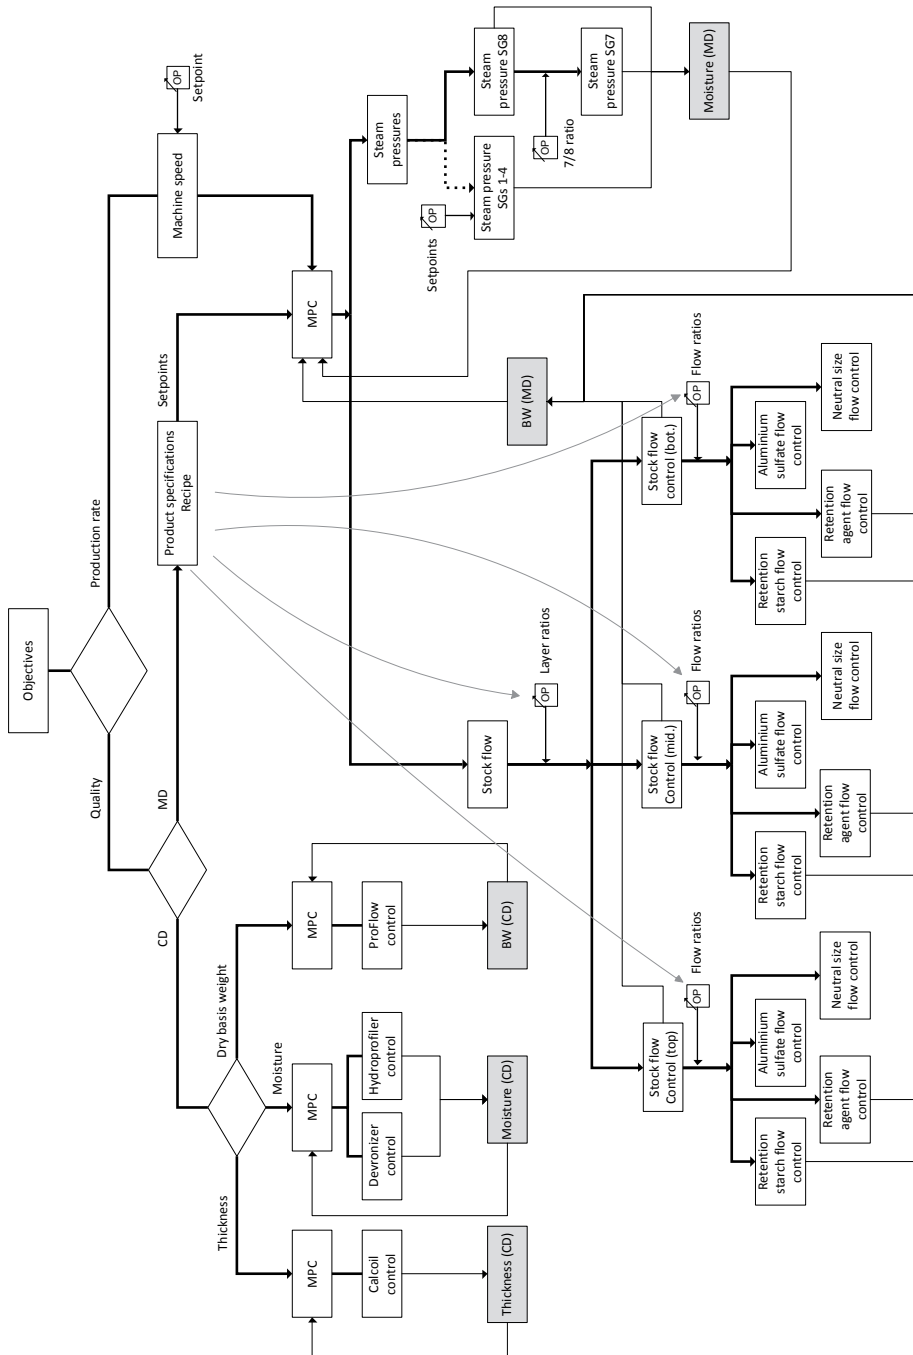 Objectives
Quality
Production rate
CD
MD
OP
Setpoint
Machine speed
Product specifications
Recipe
Setpoints
Thickness
Moisture
Dry basis weight
MPC
MPC
MPC
MPC
Calcoil
control
Devronizer
control
Hydroprofiler
control
ProFlow
control
Thickness (CD)
Moisture (CD)
BW (CD)
Steam
pressures
Steam
pressure SG8
Steam
pressure SG7
OP
7/8 ratio
Steam pressure
SGs 1-4
OP
Setpoints
Moisture (MD)
BW (MD)
Stock flow
OP
Layer ratios
Stock flow
Control (top)
OP
Flow ratios
Stock flow
Control (mid.)
OP
Flow ratios
Stock flow
control (bot.)
OP
Flow ratios
Retention
starch flow
control
Retention
agent flow
control
Aluminium
sulfate flow
control
Neutral size
flow control
Retention
starch flow
control
Retention
agent flow
control
Aluminium
sulfate flow
control
Neutral size
flow control
Retention
starch flow
control
Retention
agent flow
control
Aluminium
sulfate flow
control
Neutral size
flow control